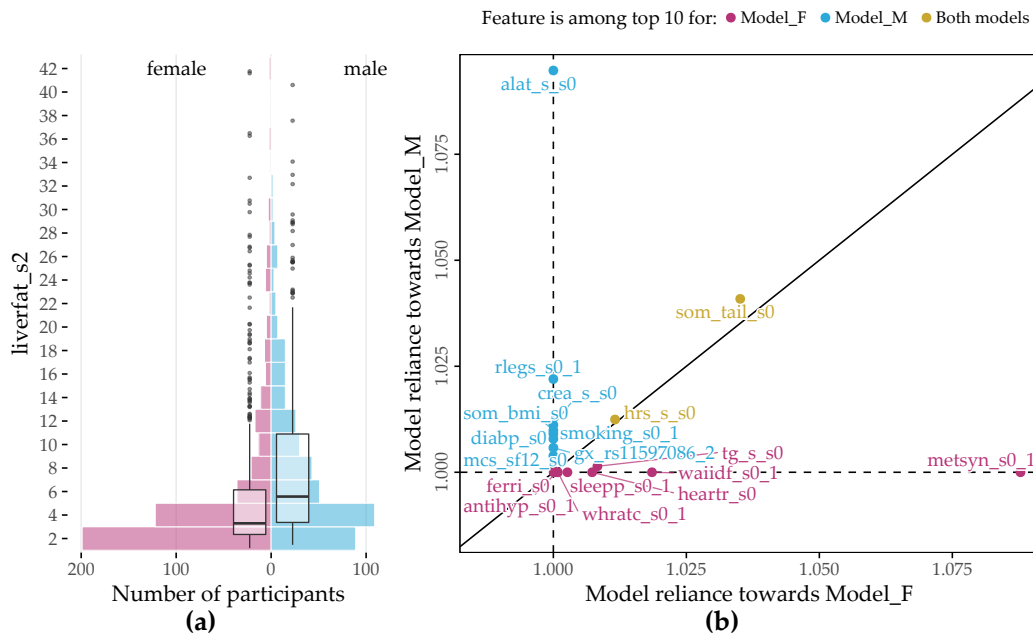 Feature is among top 10 for: Model_F Model_M Both models
female male
42
40
38
36
34
32
30
28
26
24
22
20
18
16
14
12
10
8
6
4
2
liverfat_s2
200 100 0 100
Number of participants
(a)
Model reliance towards Model_M
1.075
1.050
1.025
1.000
alat_s_s0
som_tail_s0
rlegs_s0_1
crea_s_s0
som_bmi_s0
hrs_s_s0
diabp_s0
smoking_s0_1
mcs_sf12_s0
gx_rs11597086_2
tg_s_s0
metsyn_s0_1
waiidf_s0_1
ferri_s0
sleepp_s0_1
heartr_s0
antihyp_s0_1
whratc_s0_1
1.000 1.025 1.050 1.075
Model reliance towards Model_F
(b)